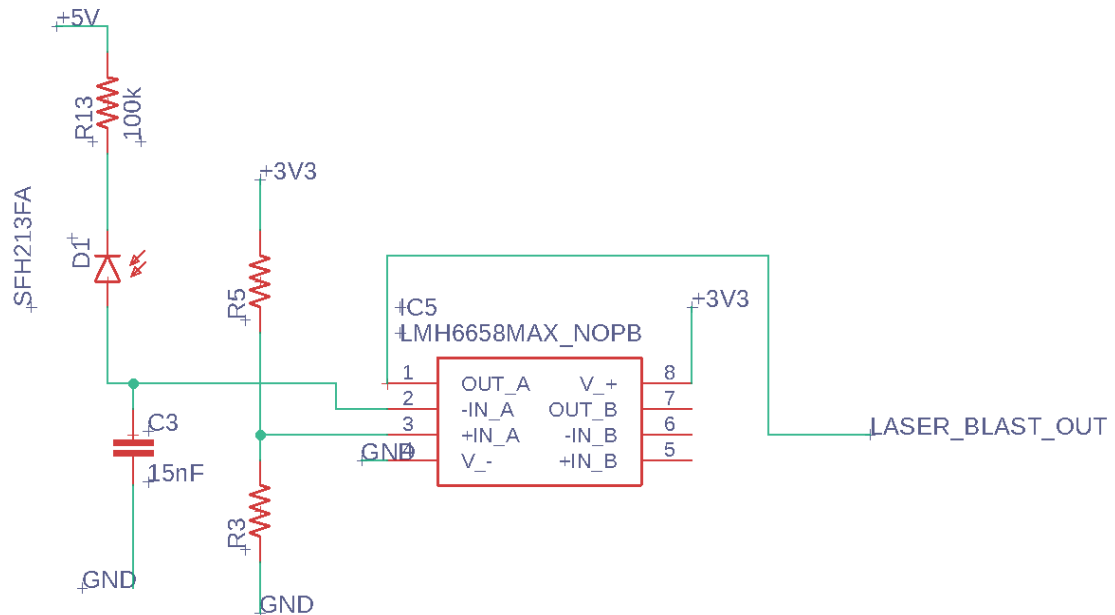 +5V
R13
100k
SFH213FA
D1
+3V3
R5
IC5
LMH6658MAX_NOPB
+3V3
1
OUT_A
V_+
8
2
-IN_A
OUT_B
7
3
+IN_A
-IN_B
6
GND
4
V_-
+IN_B
5
LASER_BLAST_OUT
C3
15nF
R3
GND
GND